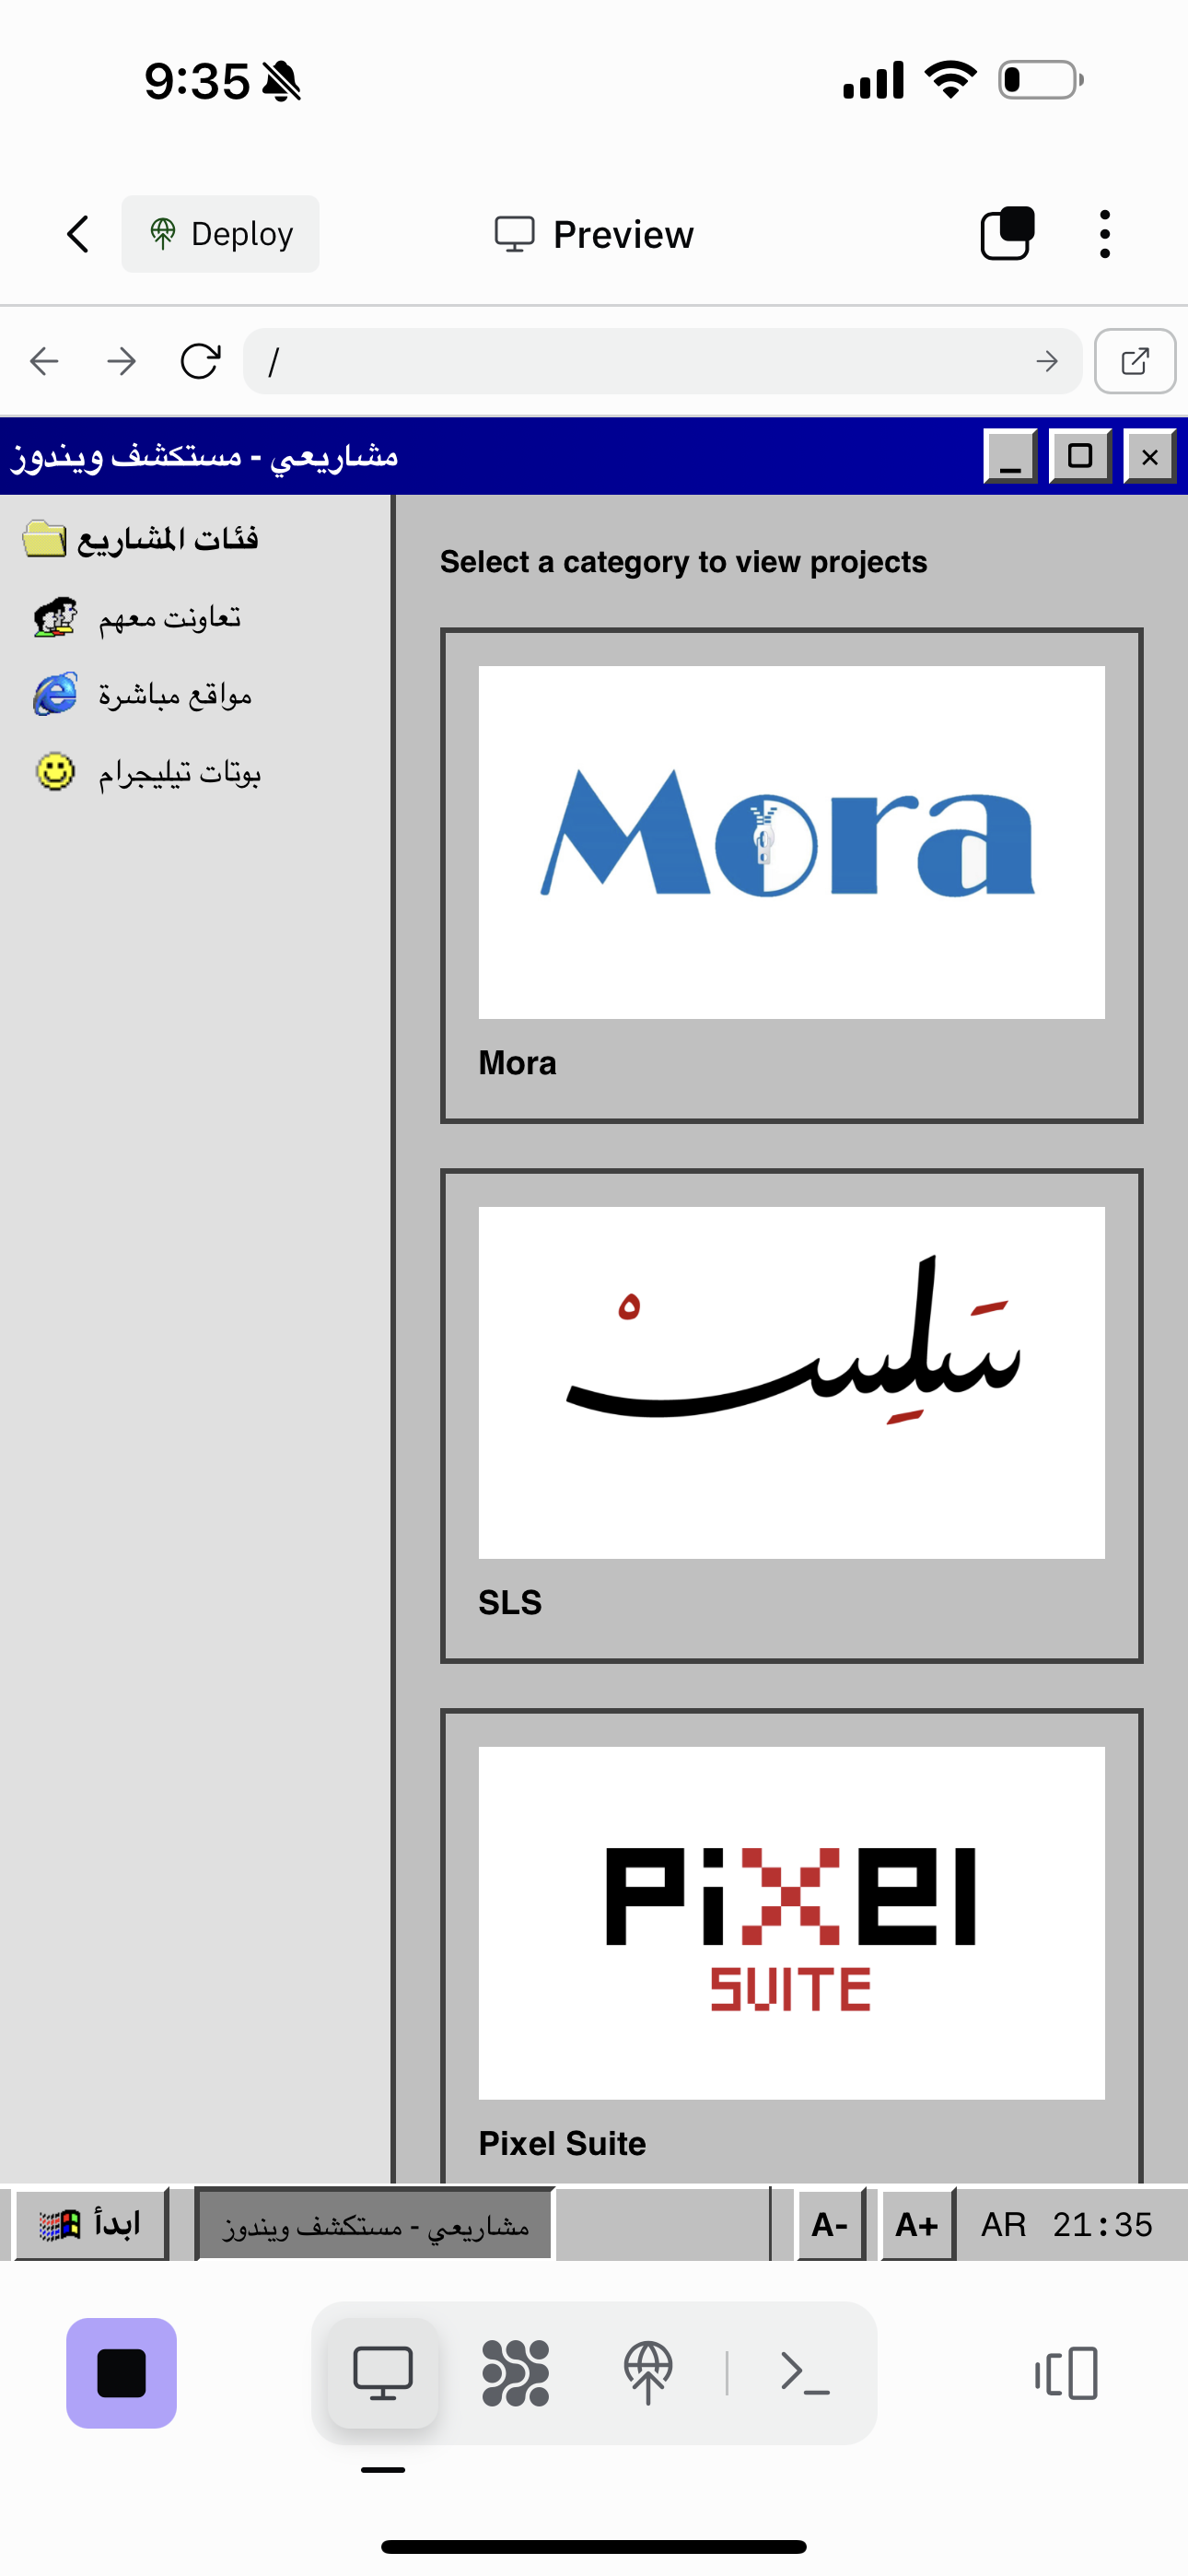 9:35
Deploy
Preview
/
مشاريعي - مستكشف ويندوز
فئات المشاريع
تعاونت معهم
مواقع مباشرة
بوتات تيليجرام
Select a category to view projects
Mora
Mora
سَلِيسْ
SLS
Pixel
SUITE
Pixel Suite
ابدأ
مشاريعي - مستكشف ويندوز
A-
A+
AR 21:35